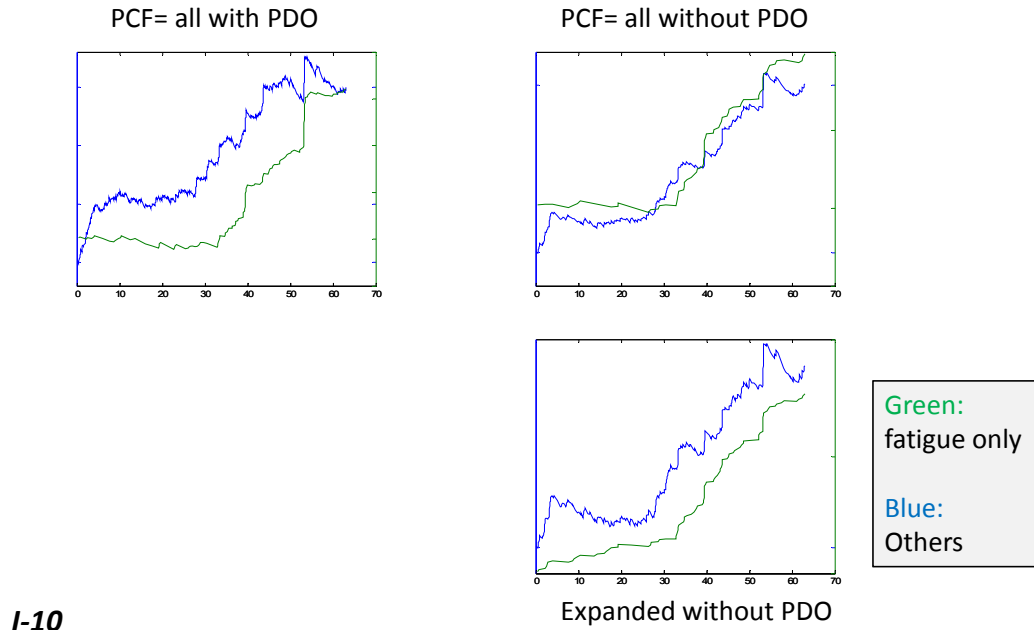 PCF= all with PDO
PCF= all without PDO
0 10 20 30 40 50 60 70
0 10 20 30 40 50 60 70
0 10 20 30 40 50 60 70
Green:
fatigue only
Blue:
Others
Expanded without PDO
I-10